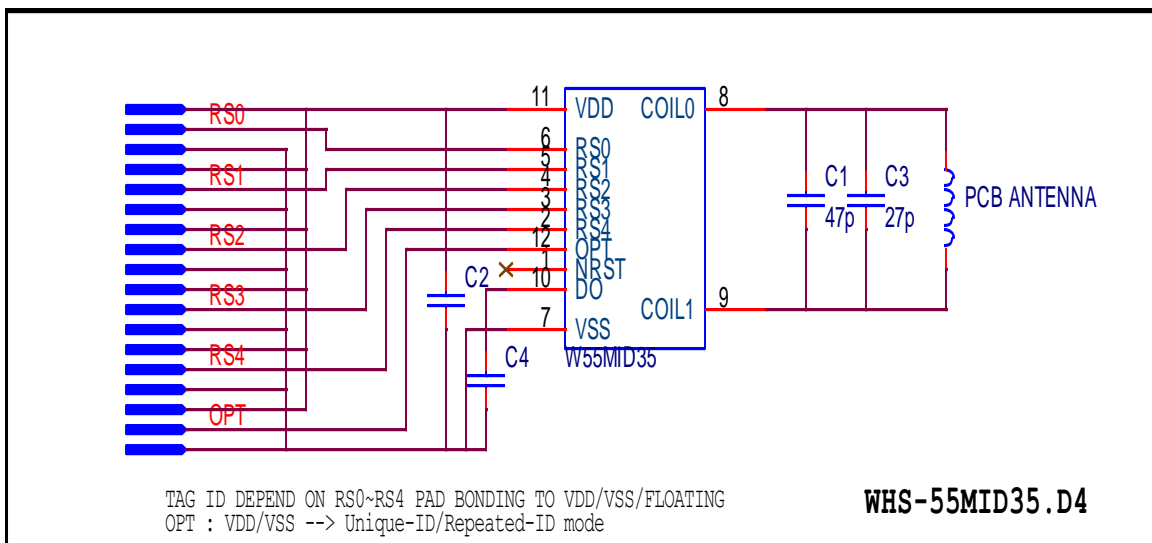 11 VDD COIL0 8
RS0
6 RS0
5 RS1
RS1
4 RS2
C1 C3 PCB ANTENNA
3 RS3
47p 27p
2 RS4
RS2
12 OPT
1 NRST
C2
10 DO
RS3
COIL1 9
7 VSS
RS4
C4 W55MID35
OPT
TAG ID DEPEND ON RS0~RS4 PAD BONDING TO VDD/VSS/FLOATING
OPT : VDD/VSS --> Unique-ID/Repeated-ID mode
WHS-55MID35.D4